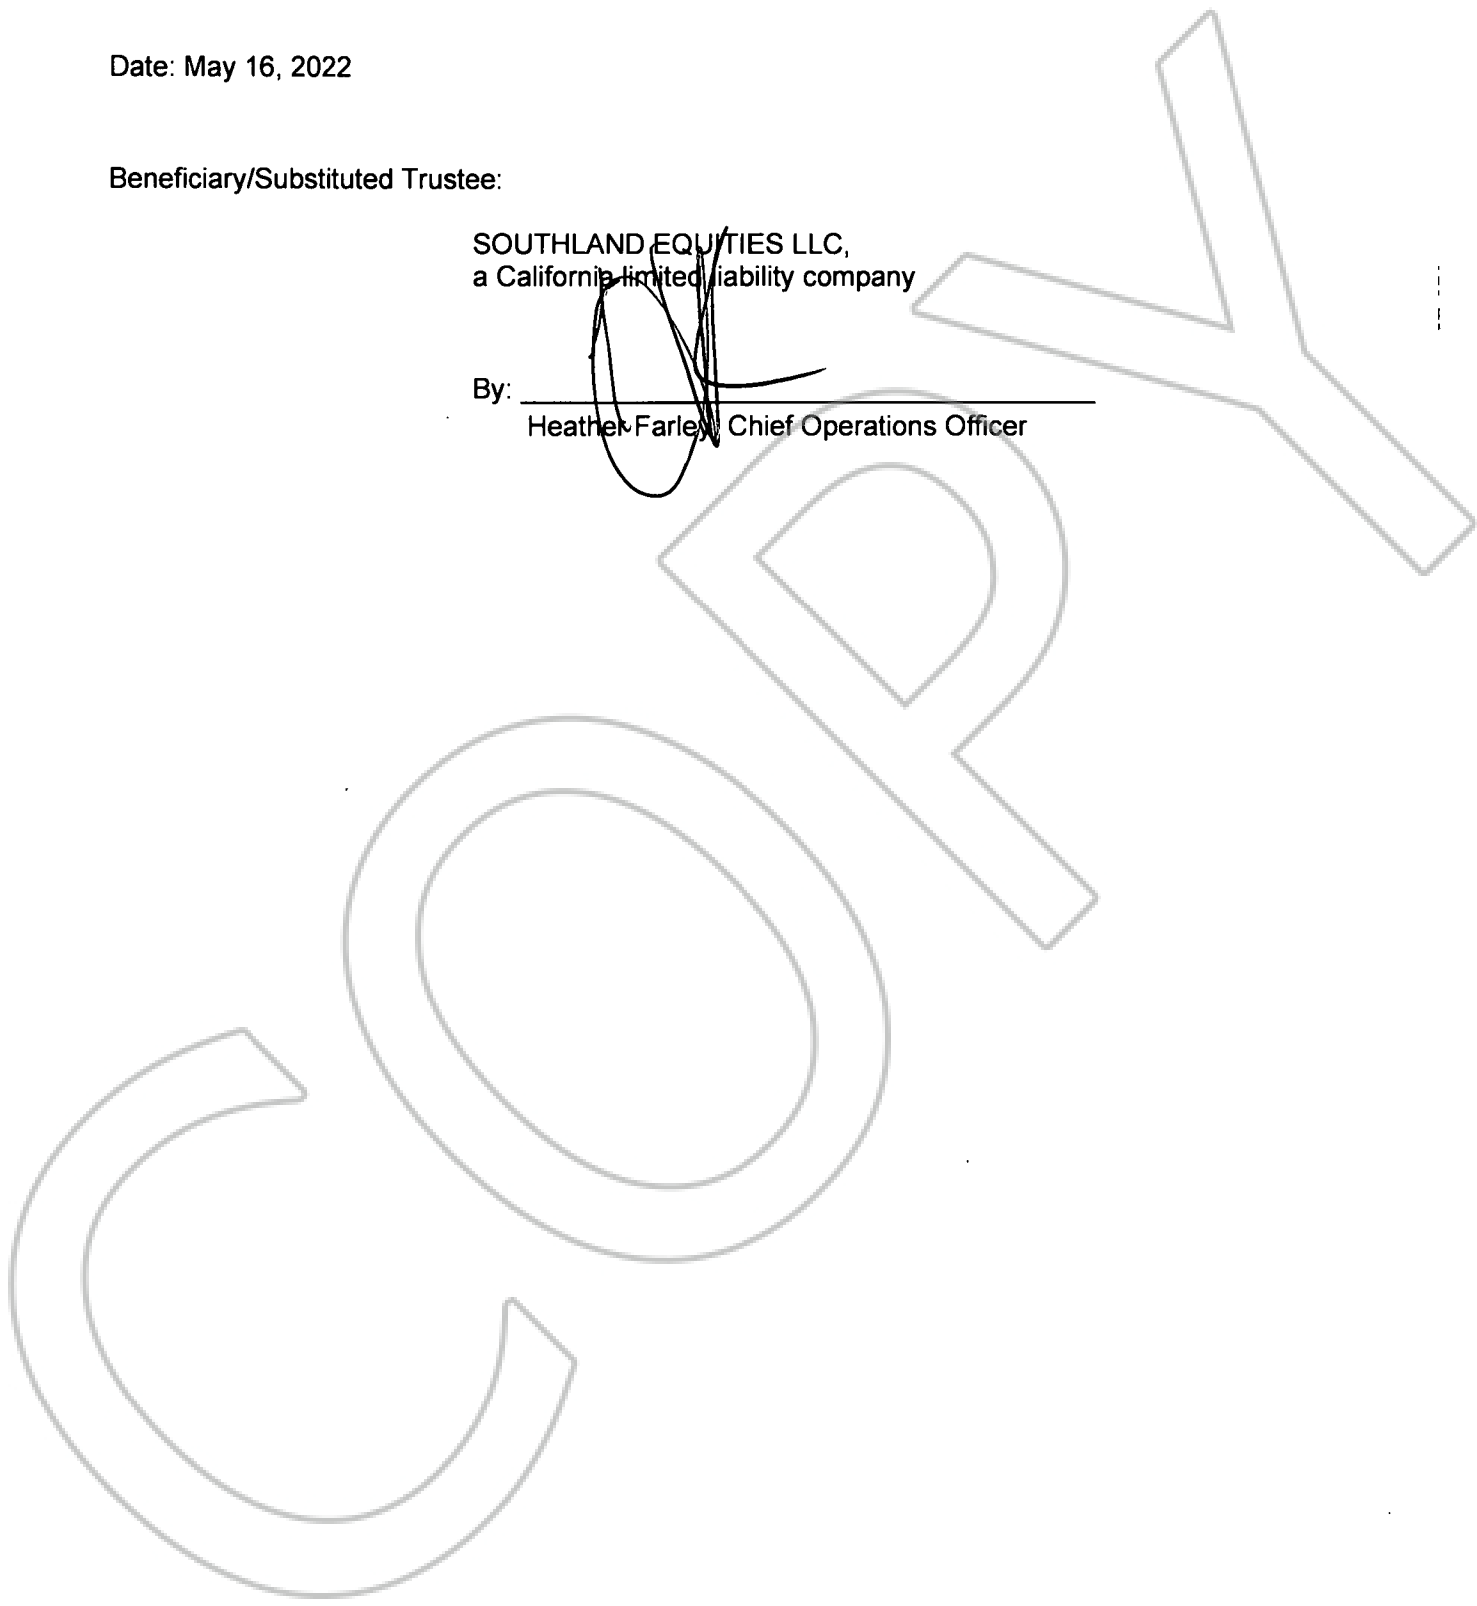 Date: May 16, 2022
Beneficiary/Substituted Trustee:
SOUTHLAND EQUITIES LLC,
a California limited liability company
By:
Heather Farley, Chief Operations Officer
COPY